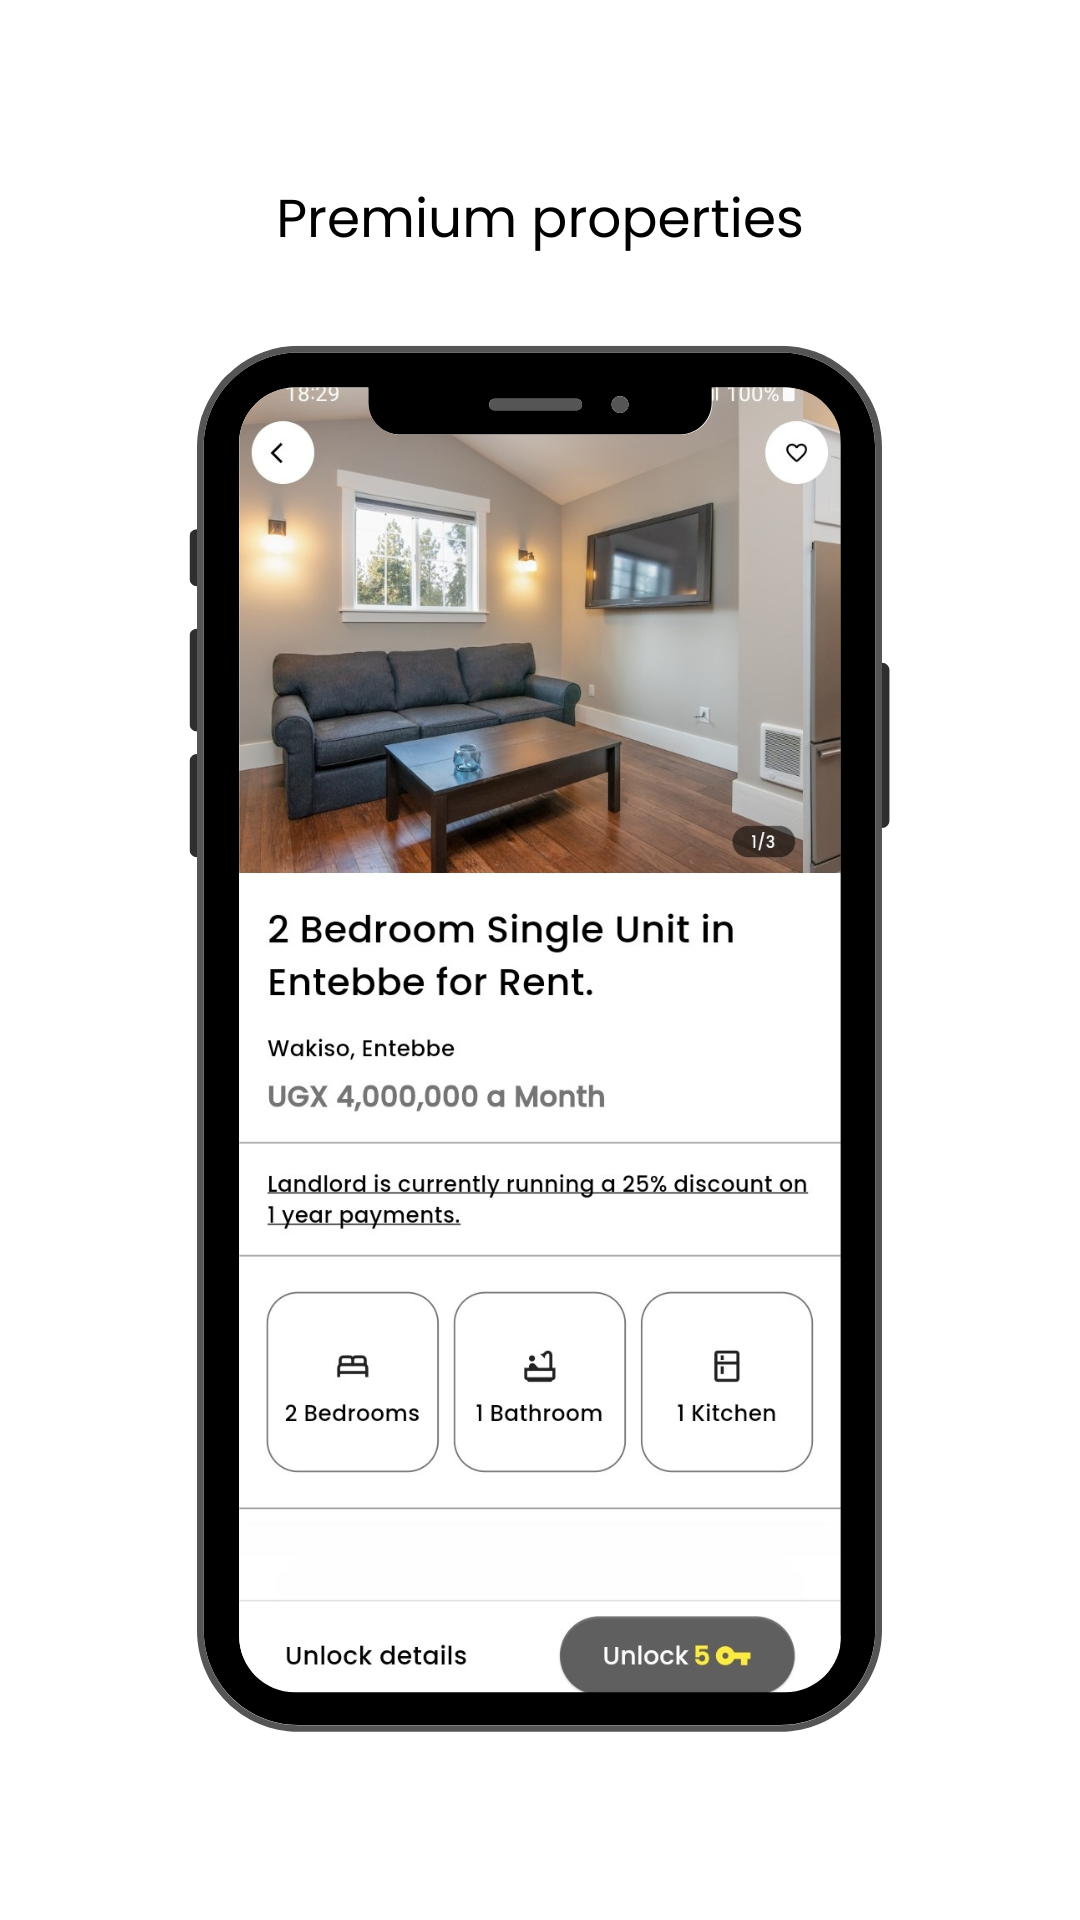 Premium properties
18:29
100%
1/3
2 Bedroom Single Unit in
Entebbe for Rent.
Wakiso, Entebbe
UGX 4,000,000 a Month
Landlord is currently running a 25% discount on
1 year payments.
2 Bedrooms
1 Bathroom
1 Kitchen
Unlock details
Unlock 5